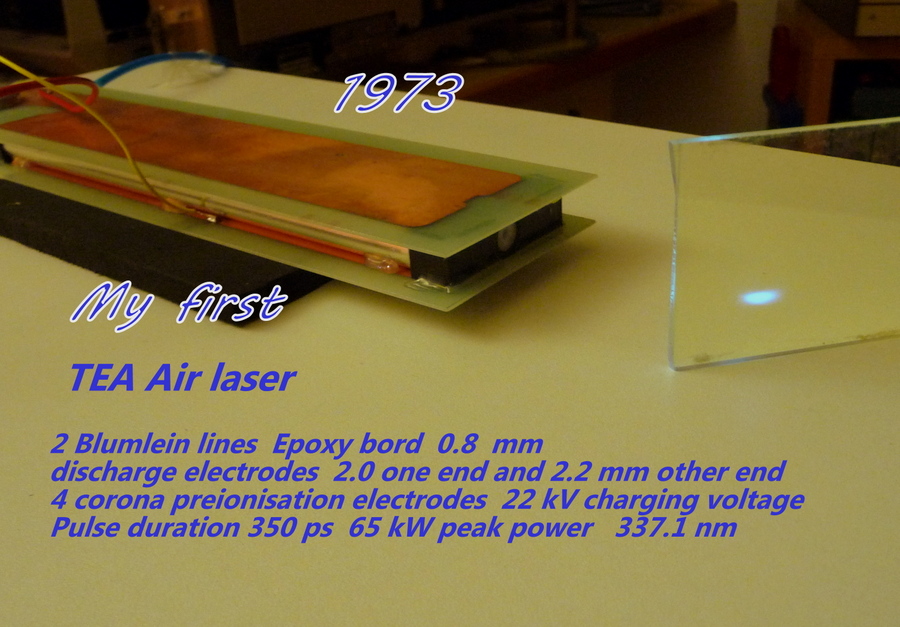 1973
My first
TEA Air laser
2 Blumlein lines Epoxy bord 0.8 mm
discharge electrodes 2.0 one end and 2.2 mm other end
4 corona preionisation electrodes 22 kV charging voltage
Pulse duration 350 ps 65 kW peak power 337.1 nm